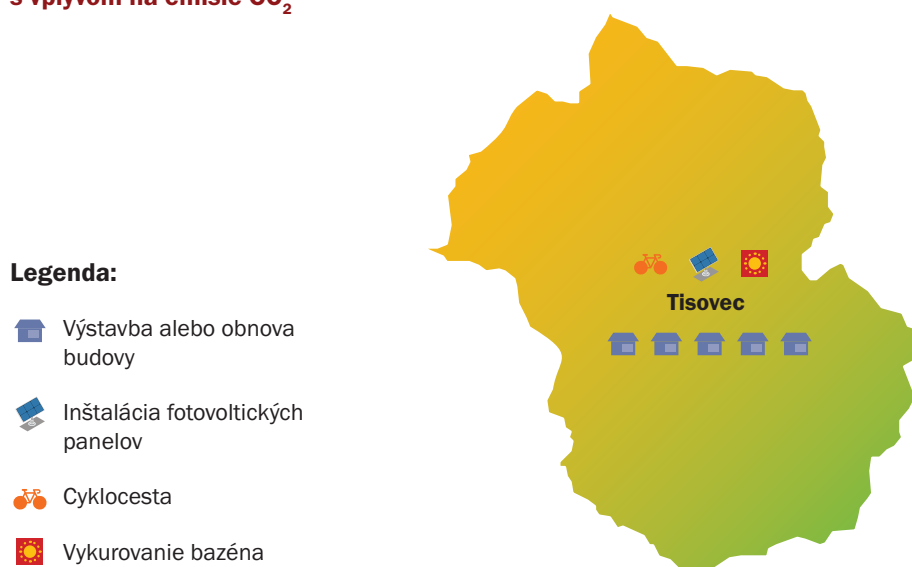 s vplyvom na emisie CO₂
Legenda:
Výstavba alebo obnova
budovy
Inštalácia fotovoltických
panelov
Cyklocesta
Vykurovanie bazéna
Tisovec